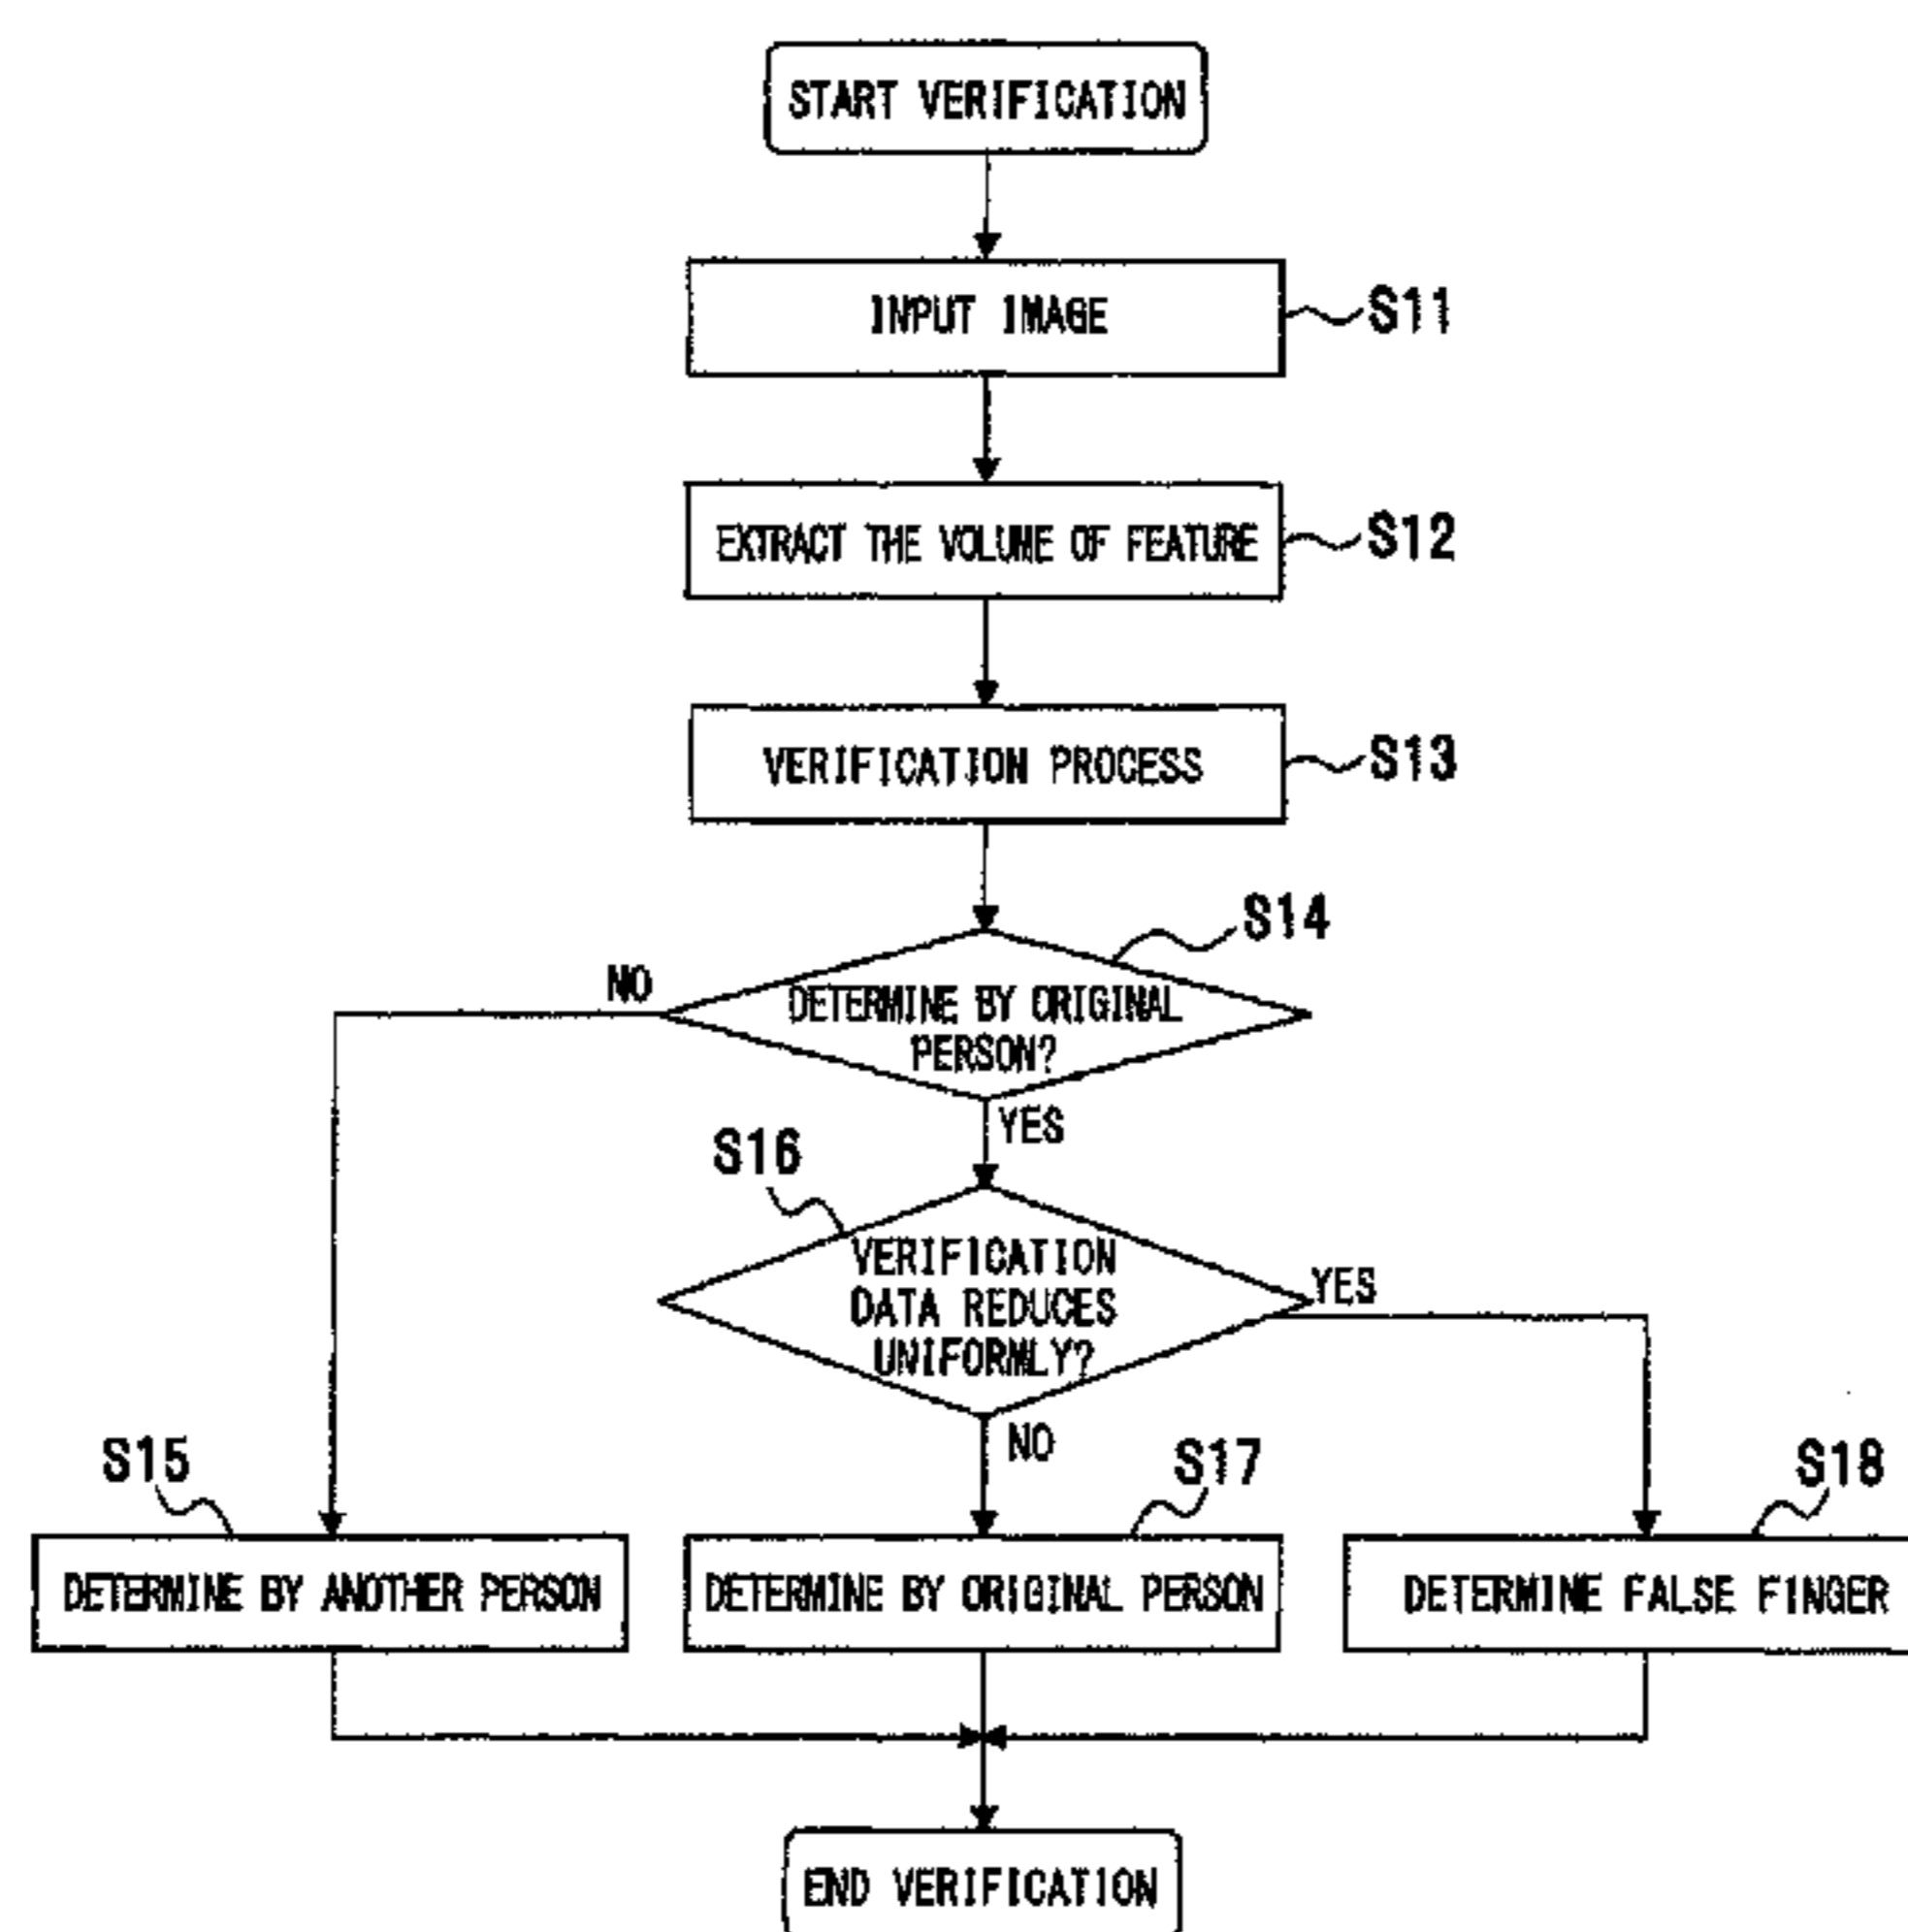 START VERIFICATION
INPUT IMAGE
S11
EXTRACT THE VOLUME OF FEATURE
S12
VERIFICATION PROCESS
S13
S14
NO
DETERMINE BY ORIGINAL
PERSON?
YES
S16
VERIFICATION
DATA REDUCES
UNIFORMLY?
YES
NO
S15
S17
S18
DETERMINE BY ANOTHER PERSON
DETERMINE BY ORIGINAL PERSON
DETERMINE FALSE FINGER
END VERIFICATION